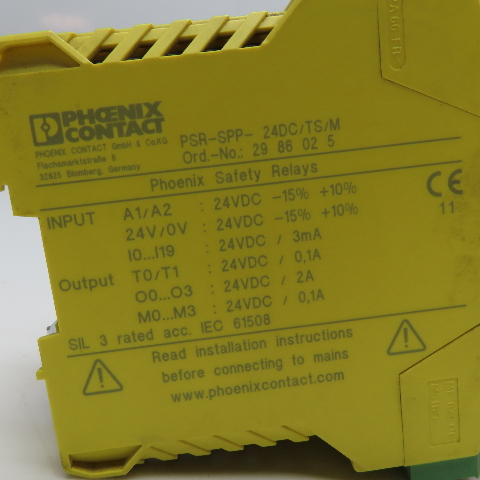 PHOENIX
CONTACT
PHOENIX CONTACT GmbH & Co.KG
Flachsmarktstraße 8
32825 Blomberg, Germany
PSR-SPP- 24DC/TS/M
Ord.-No.: 29 86 02 5
Phoenix Safety Relays
INPUT A1/A2 : 24VDC -15% +10%
24V/0V : 24VDC -15% +10%
I0...I19 : 24VDC / 3mA
Output T0/T1 : 24VDC / 0,1A
O0...O3 : 24VDC / 2A
M0...M3 : 24VDC / 0,1A
SIL 3 rated acc. IEC 61508
CE
11
Read installation instructions
before connecting to mains
www.phoenixcontact.com